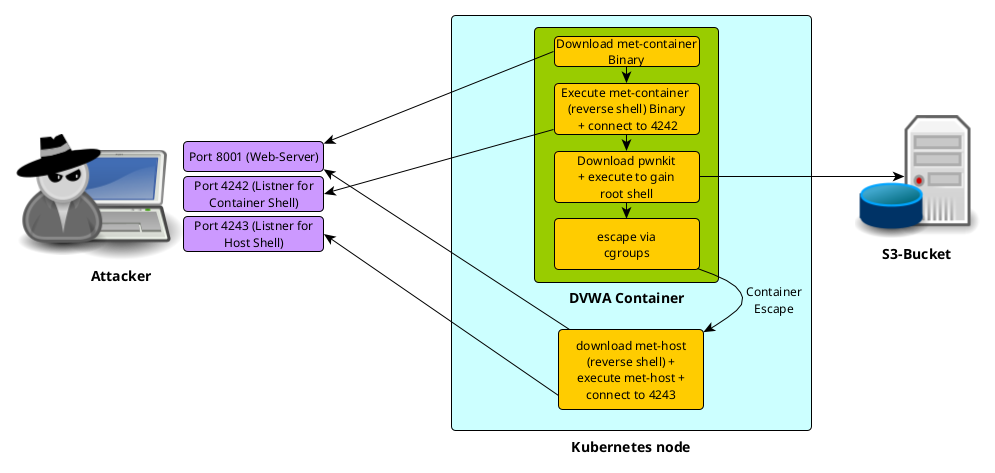 Download met-container
Binary
Execute met-container
(reverse shell) Binary
+ connect to 4242
Download pwnkit
+ execute to gain
root shell
escape via
cgroups
DVWA Container
Container
Escape
download met-host
(reverse shell) +
execute met-host +
connect to 4243
Kubernetes node
Port 8001 (Web-Server)
Port 4242 (Listner for
Container Shell)
Port 4243 (Listner for
Host Shell)
Attacker
S3-Bucket